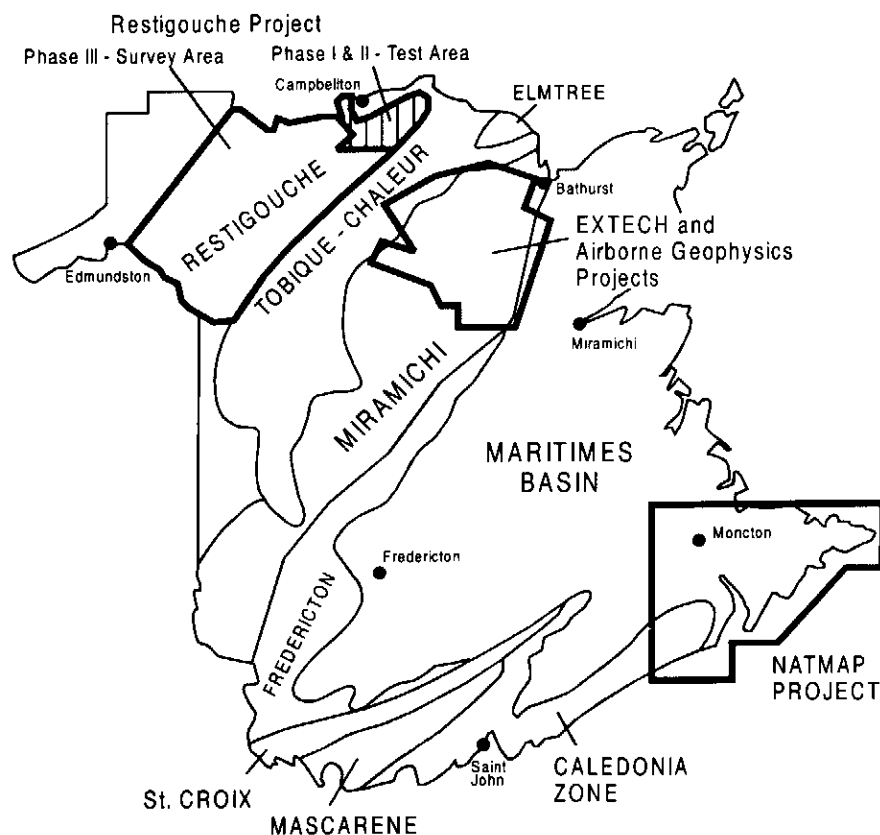 Restigouche Project
Phase III - Survey Area
Phase I & II - Test Area
Campbellton
ELMTREE
Bathurst
RESTIGOUCHE
TOBIQUE - CHALEUR
EXTECH and
Airborne Geophysics
Projects
Edmundston
Miramichi
MIRAMICHI
MARITIMES
BASIN
Moncton
Fredericton
FREDERICTON
NATMAP
PROJECT
Saint
John
CALEDONIA
ZONE
St. CROIX
MASCARENE